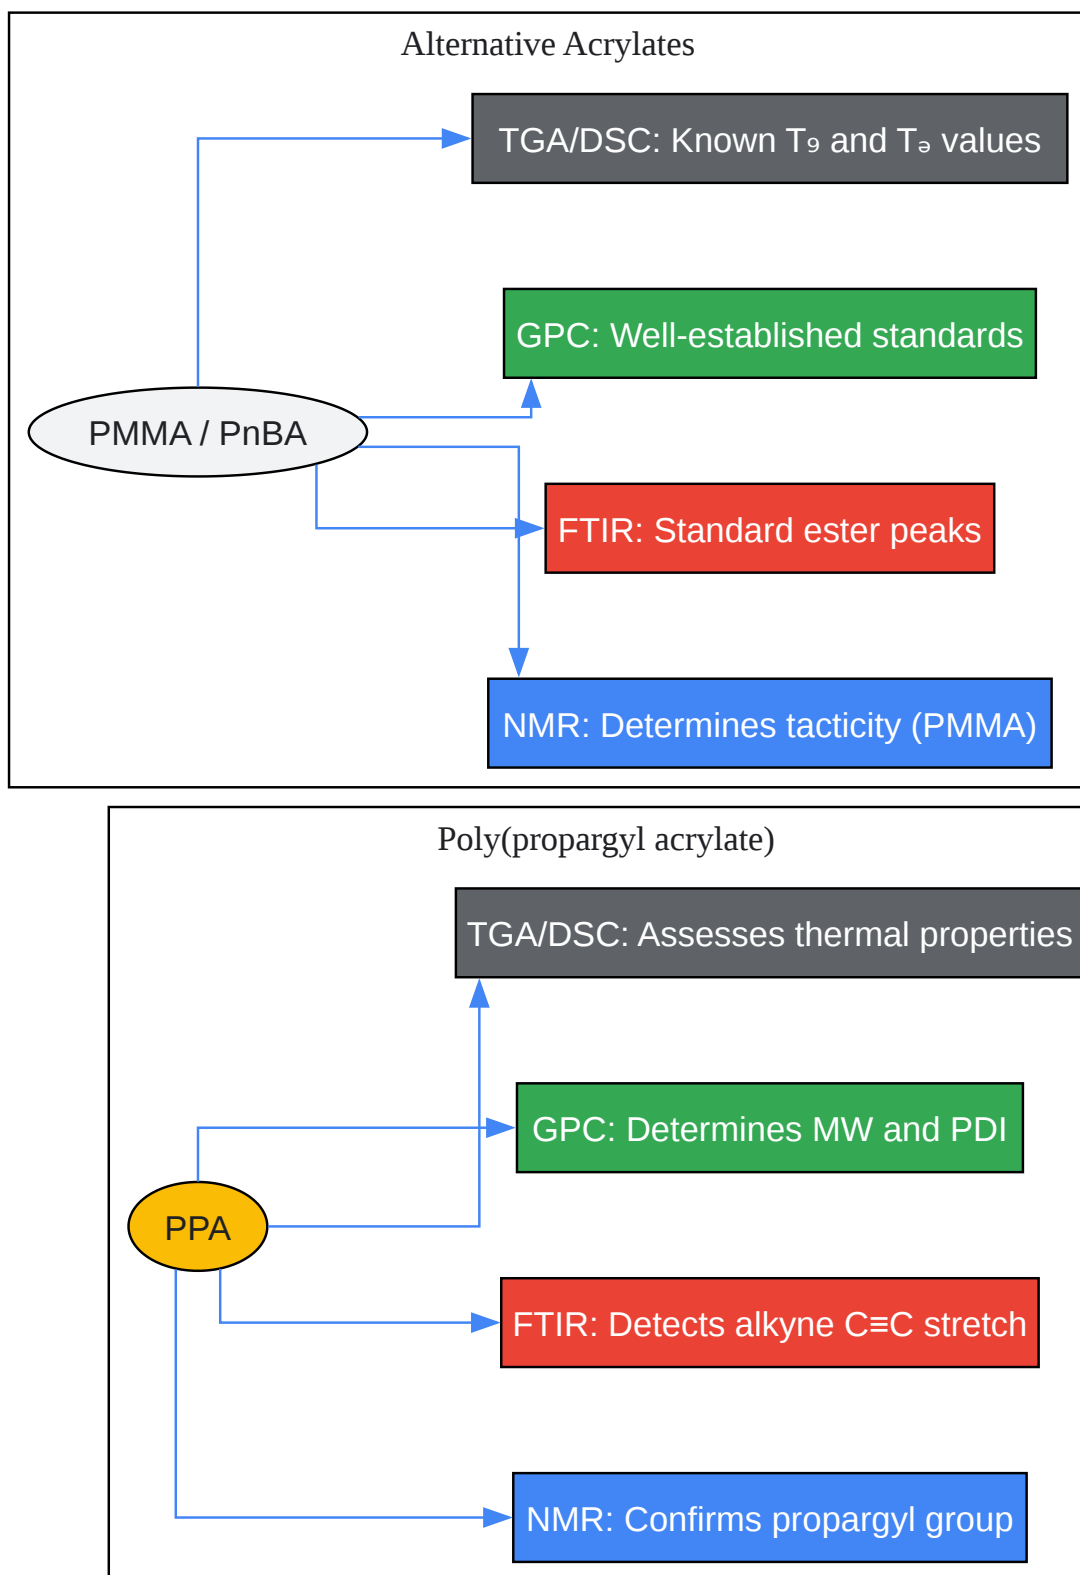 Alternative Acrylates
TGA/DSC: Known T₉ and Tₔ values
GPC: Well-established standards
PMMA / PnBA
FTIR: Standard ester peaks
NMR: Determines tacticity (PMMA)
Poly(propargyl acrylate)
TGA/DSC: Assesses thermal properties
GPC: Determines MW and PDI
PPA
FTIR: Detects alkyne C≡C stretch
NMR: Confirms propargyl group